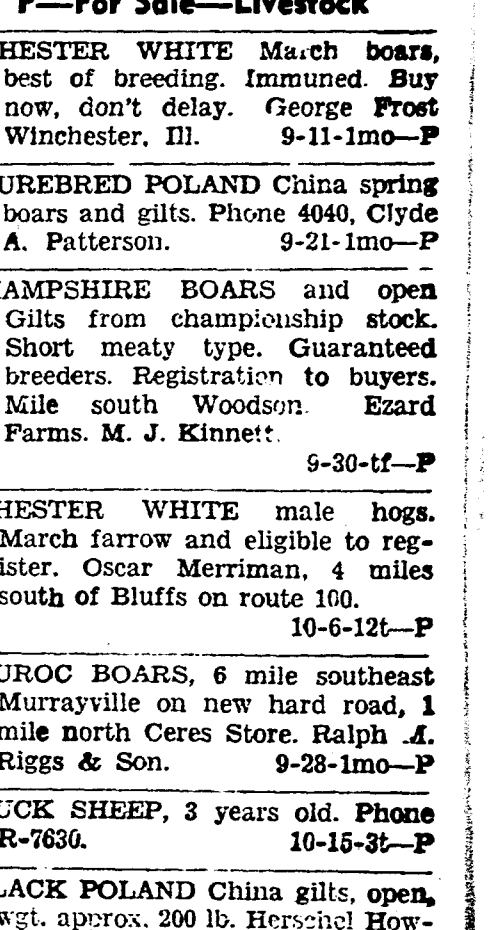 P—For Sale—Livestock
HESTER WHITE March boars,
best of breeding. Immuned. Buy
now, don't delay. George Frost
Winchester, Ill. 9-11-1mo—P
UREBRED POLAND China spring
boars and gilts. Phone 4040, Clyde
A. Patterson. 9-21-1mo—P
AMPSHIRE BOARS and open
Gilts from championship stock.
Short meaty type. Guaranteed
breeders. Registration to buyers.
Mile south Woodson. Ezard
Farms. M. J. Kinnett.
9-30-tf—P
HESTER WHITE male hogs.
March farrow and eligible to reg-
ister. Oscar Merriman, 4 miles
south of Bluffs on route 100.
10-6-12t—P
UROC BOARS, 6 mile southeast
Murrayville on new hard road, 1
mile north Ceres Store. Ralph A.
Riggs & Son. 9-28-1mo—P
UCK SHEEP, 3 years old. Phone
R-7630. 10-15-3t—P
LACK POLAND China gilts, open,
wgt. approx. 200 lb. Herschel How-